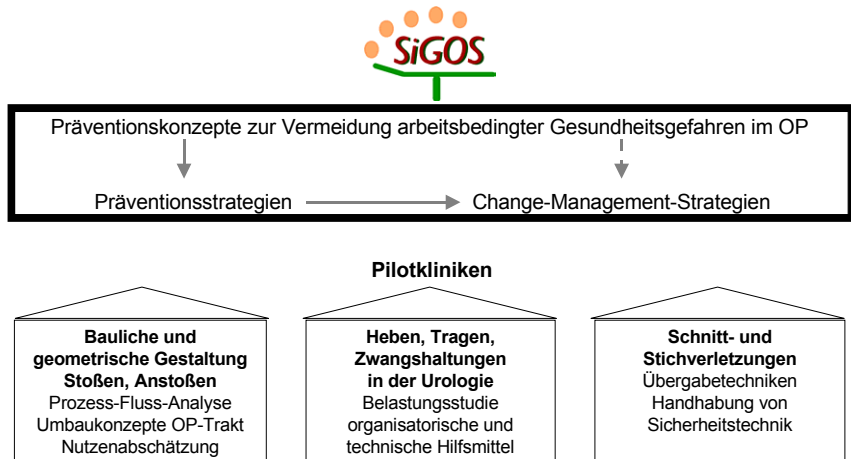 SiGOS
Präventionskonzepte zur Vermeidung arbeitsbedingter Gesundheitsgefahren im OP
Präventionsstrategien
Change-Management-Strategien
Pilotkliniken
Bauliche und
geometrische Gestaltung
Stoßen, Anstoßen
Prozess-Fluss-Analyse
Umbaukonzepte OP-Trakt
Nutzenabschätzung
Heben, Tragen,
Zwangshaltungen
in der Urologie
Belastungsstudie
organisatorische und
technische Hilfsmittel
Schnitt- und
Stichverletzungen
Übergabetechniken
Handhabung von
Sicherheitstechnik